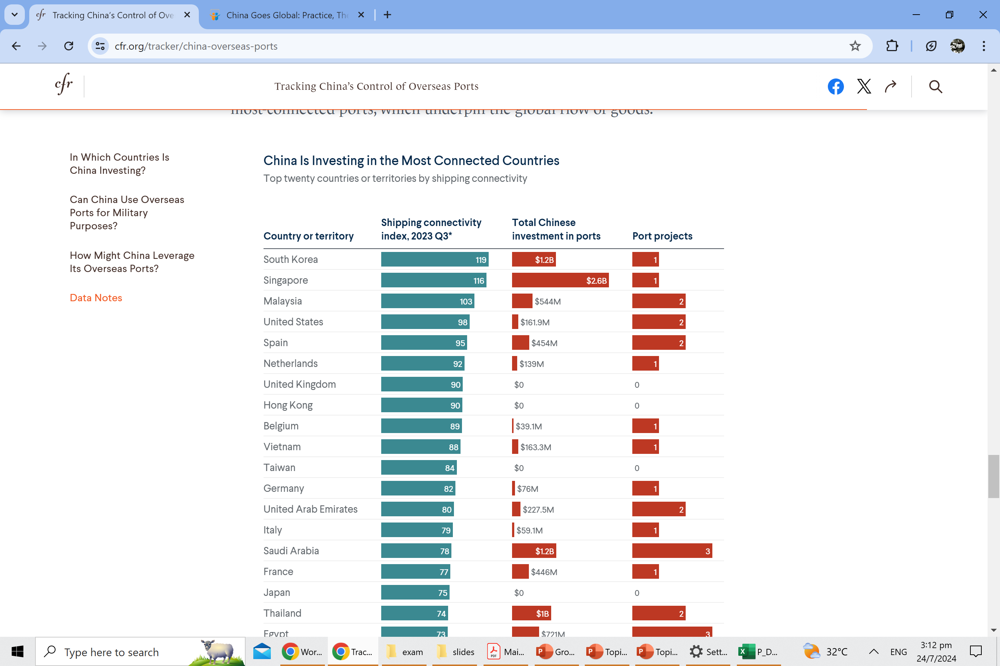 cfr Tracking China's Control of Ove
China Goes Global: Practice, The
cfr.org/tracker/china-overseas-ports
cfr
Tracking China's Control of Overseas Ports
most-connected ports, which underpin the global flow of goods.
In Which Countries Is
China Investing?
Can China Use Overseas
Ports for Military
Purposes?
How Might China Leverage
Its Overseas Ports?
Data Notes
China Is Investing in the Most Connected Countries
Top twenty countries or territories by shipping connectivity
Country or territory Shipping connectivity index, 2023 Q3* Total Chinese investment in ports Port projects
South Korea 119 $1.2B 1
Singapore 116 $2.6B 1
Malaysia 103 $544M 2
United States 98 $161.9M 2
Spain 95 $454M 2
Netherlands 92 $139M 1
United Kingdom 90 $0 0
Hong Kong 90 $0 0
Belgium 89 $39.1M 1
Vietnam 88 $163.3M 1
Taiwan 84 $0 0
Germany 82 $76M 1
United Arab Emirates 80 $227.5M 2
Italy 79 $59.1M 1
Saudi Arabia 78 $1.2B 3
France 77 $446M 1
Japan 75 $0 0
Thailand 74 $1B 2
Egypt 73 $721M 3
Type here to search
Wor...
Trac...
exam
slides
PDF
Mai...
P Gro...
P Topi...
P Topi...
Sett...
X P_D...
32°C
ENG
3:12 pm
24/7/2024